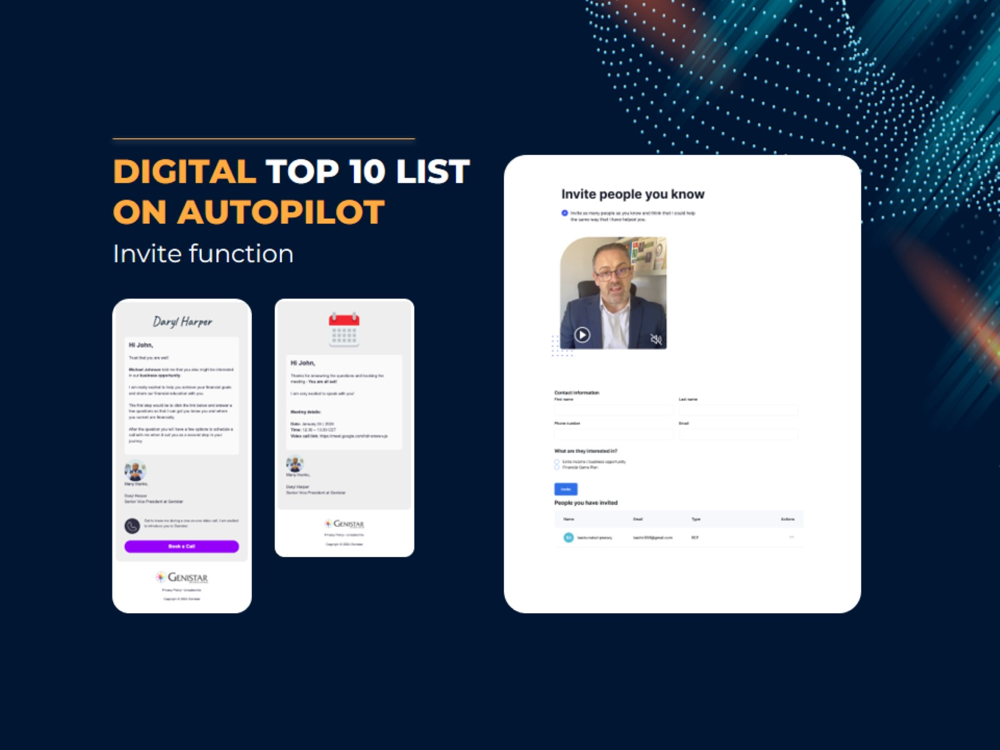 DIGITAL TOP 10 LIST
ON AUTOPILOT
Invite function
Daryl Harper
Hi John,
Trust that you are well!
Michael Johnson told me that you also might be interested
in our business opportunity.
I am really excited to help you achieve your financial goals
and share our financial education with you.
The first step would be to click the link below and answer a
few questions so that I can get you know you and where
you current are financially.
After the question you will have a few options to schedule a
call with me when it suit you as a second step in your
journey.
Many thanks,
Daryl Harper
Senior Vice President at Genistar
Get to know me during a one-on-one video call. I am excited
to introduce you to Genistar
Book a Call
GENISTAR
Privacy Policy • Unsubscribe
Copyright © 2024 Genistar
Hi John,
Thanks for answering the questions and booking the
meeting - You are all set!
I am very excited to speak with you!
Meeting details:
Date: January 24 | 2024
Time: 12:30 – 13:00 CET
Video call link:
Many thanks,
Daryl Harper
Senior Vice President at Genistar
GENISTAR
Privacy Policy • Unsubscribe
Copyright © 2024 Genistar
Invite people you know
Invite as many people as you know and think that I could help
the same way that I have helped you.
Contact information
First name
Last name
Phone number
Email
What are they interested in?
Extra income / business opportunity
Financial Game Plan
Invite
People you have invited
Name Email Type Actions